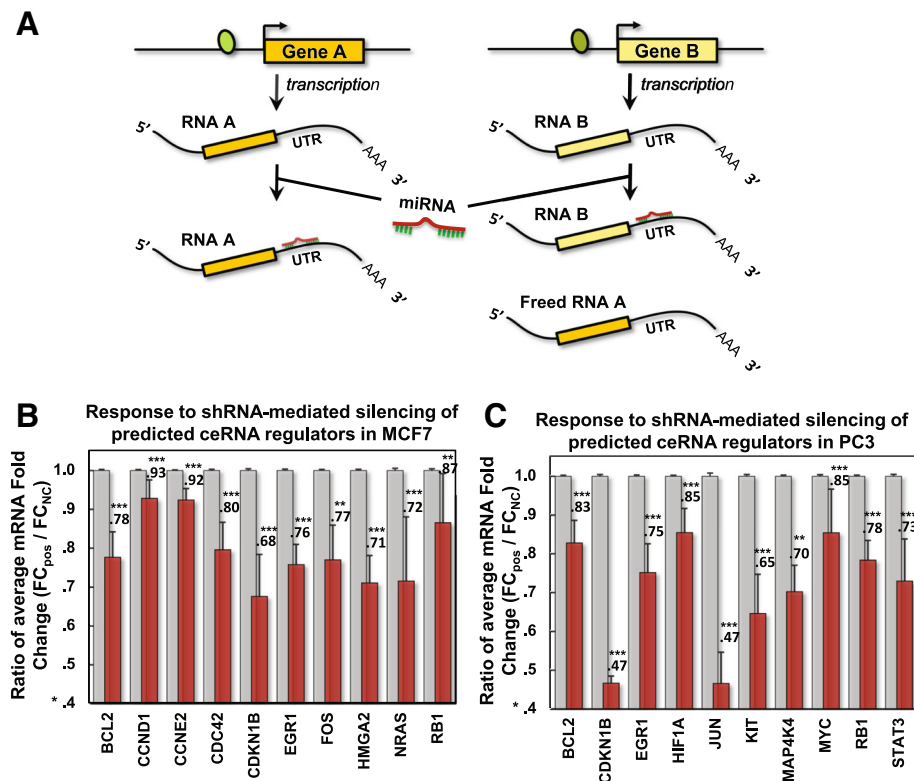 A
Gene A
Gene B
transcription
transcription
5’ RNA A UTR AAA 3’
5’ RNA B UTR AAA 3’
miRNA
5’ RNA A UTR AAA 3’
5’ RNA B UTR AAA 3’
Freed RNA A
5’ UTR AAA 3’
B
Response to shRNA-mediated silencing of
predicted ceRNA regulators in MCF7
Ratio of average mRNA Fold
Change (FCpos / FCNC)
1.0
.9
.8
.7
.6
.5
* .4
*** .78
*** .93
*** .92
*** .80
*** .68
*** .76
** .77
*** .71
*** .72
** .87
BCL2
CCND1
CCNE2
CDC42
CDKN1B
EGR1
FOS
HMGA2
NRAS
RB1
C
Response to shRNA-mediated silencing of
predicted ceRNA regulators in PC3
Ratio of average mRNA Fold
Change (FCpos / FCNC)
1.0
.9
.8
.7
.6
.5
* .4
*** .83
*** .47
*** .75
*** .85
*** .47
*** .65
** .70
*** .85
*** .78
*** .73
BCL2
CDKN1B
EGR1
HIF1A
JUN
KIT
MAP4K4
MYC
RB1
STAT3